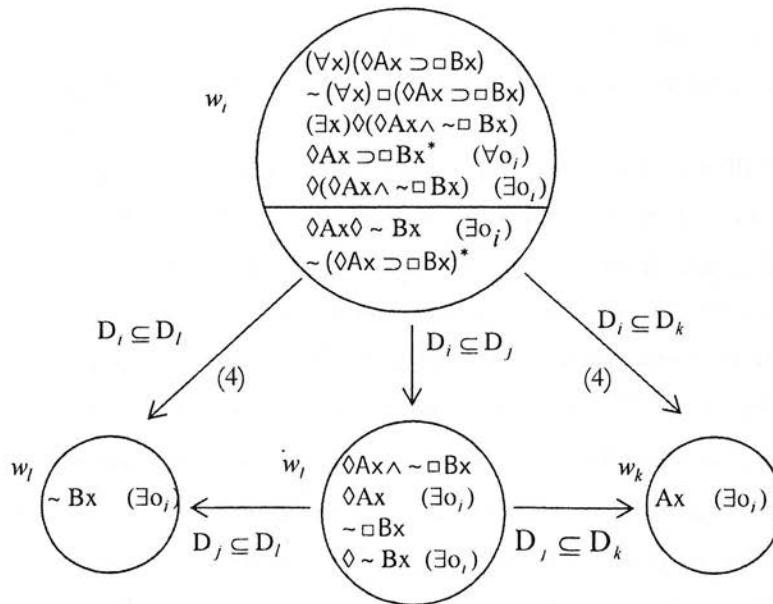 (∀x)(◊Ax ⊃ □Bx)
~ (∀x) □(◊Ax ⊃ □Bx)
w_i
(∃x)◊(◊Ax ∧ ~□ Bx)
◊Ax ⊃ □Bx* (∀o_i)
◊(◊Ax ∧ ~□ Bx) (∃o_i)
◊Ax◊ ~ Bx (∃o_i)
~ (◊Ax ⊃ □Bx)*
D_i ⊆ D_l
D_i ⊆ D_j
D_i ⊆ D_k
(4)
(4)
w_l
~ Bx (∃o_i)
w_l
◊Ax ∧ ~ □Bx
◊Ax (∃o_i)
~ □Bx
◊ ~ Bx (∃o_i)
w_k
Ax (∃o_i)
D_j ⊆ D_l
D_j ⊆ D_k